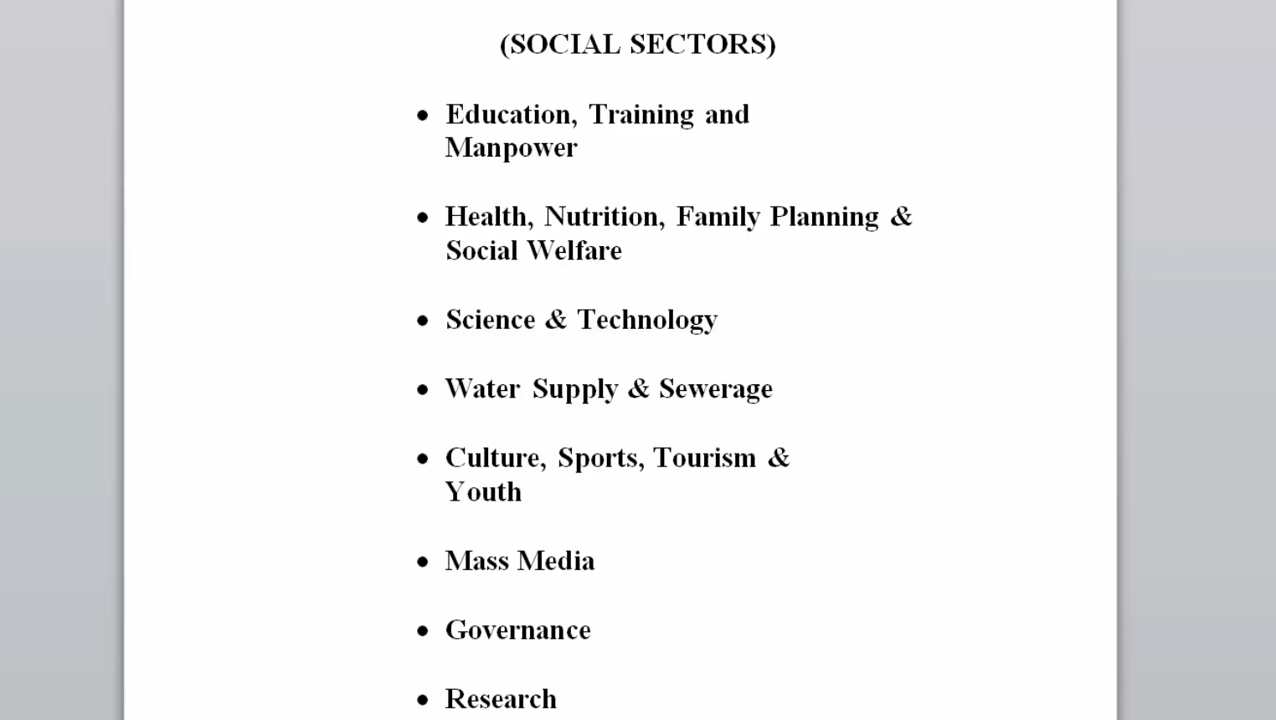 (SOCIAL SECTORS)
• Education, Training and
Manpower
• Health, Nutrition, Family Planning &
Social Welfare
• Science & Technology
• Water Supply & Sewerage
• Culture, Sports, Tourism &
Youth
• Mass Media
• Governance
• Research